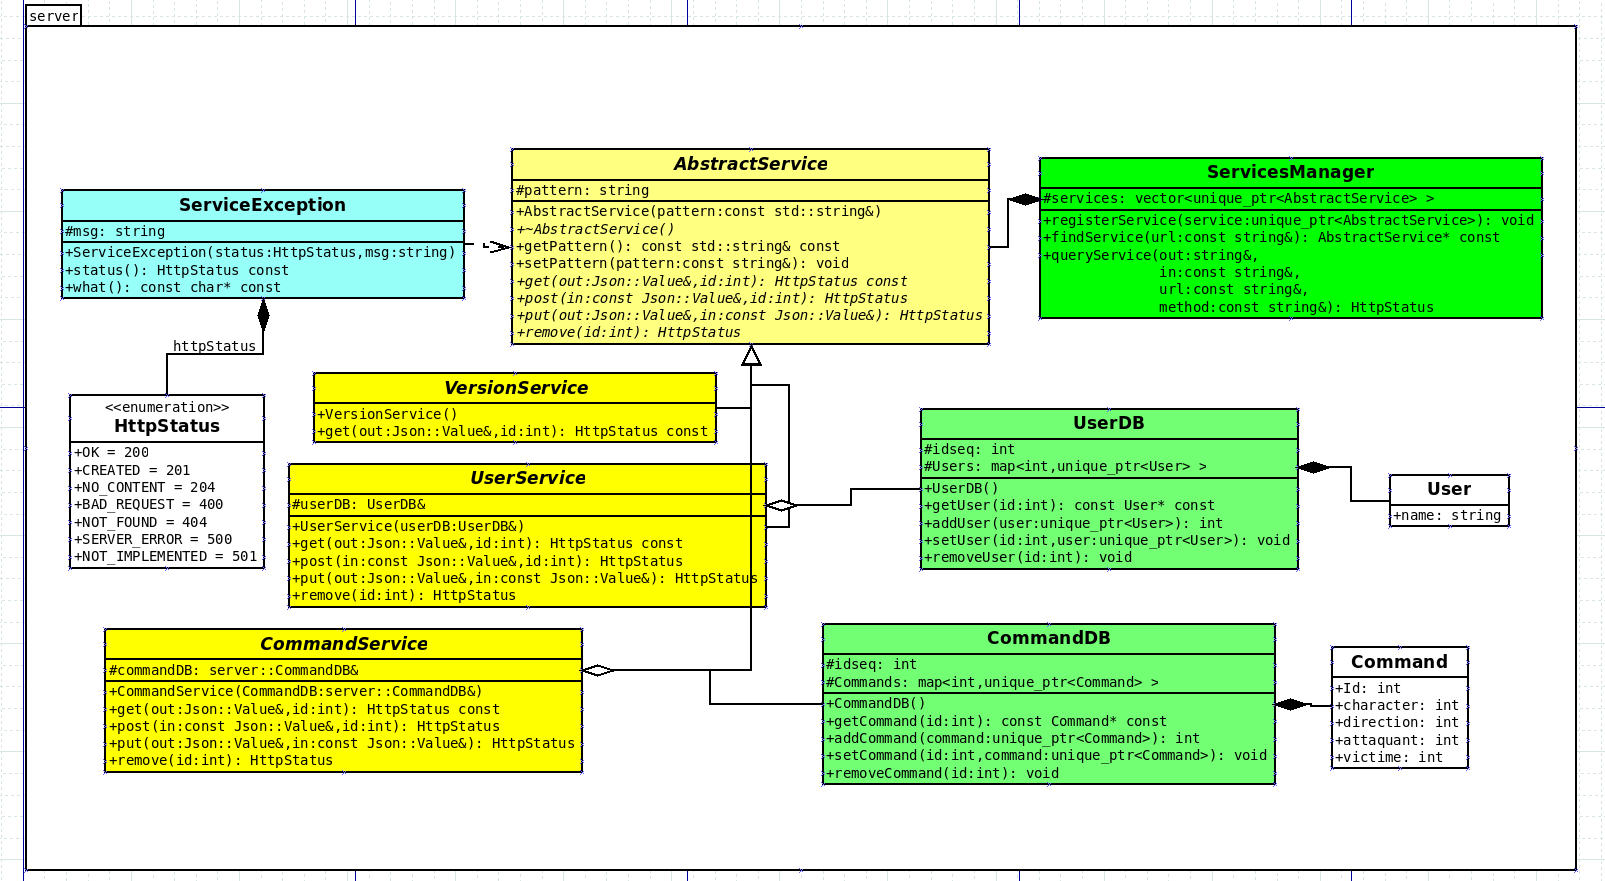 server
AbstractService
#pattern: string
+AbstractService(pattern:const std::string&)
+~AbstractService()
+getPattern(): const std::string& const
+setPattern(pattern:const string&): void
+get(out:Json::Value&,id:int): HttpStatus const
+post(in:const Json::Value&,id:int): HttpStatus
+put(out:Json::Value&,in:const Json::Value&): HttpStatus
+remove(id:int): HttpStatus
ServicesManager
#services: vector<unique_ptr<AbstractService> >
+registerService(service:unique_ptr<AbstractService>): void
+findService(url:const string&): AbstractService* const
+queryService(out:string&,
in:const string&,
url:const string&,
method:const string&): HttpStatus
ServiceException
#msg: string
+ServiceException(status:HttpStatus,msg:string)
+status(): HttpStatus const
+what(): const char* const
httpStatus
<<enumeration>>
HttpStatus
+OK = 200
+CREATED = 201
+NO_CONTENT = 204
+BAD_REQUEST = 400
+NOT_FOUND = 404
+SERVER_ERROR = 500
+NOT_IMPLEMENTED = 501
VersionService
+VersionService()
+get(out:Json::Value&,id:int): HttpStatus const
UserService
#userDB: UserDB&
+UserService(userDB:UserDB&)
+get(out:Json::Value&,id:int): HttpStatus const
+post(in:const Json::Value&,id:int): HttpStatus
+put(out:Json::Value&,in:const Json::Value&): HttpStatus
+remove(id:int): HttpStatus
UserDB
#idseq: int
#Users: map<int,unique_ptr<User> >
+UserDB()
+getUser(id:int): const User* const
+addUser(user:unique_ptr<User>): int
+setUser(id:int,user:unique_ptr<User>): void
+removeUser(id:int): void
User
+name: string
CommandService
#commandDB: server::CommandDB&
+CommandService(CommandDB:server::CommandDB&)
+get(out:Json::Value&,id:int): HttpStatus const
+post(in:const Json::Value&,id:int): HttpStatus
+put(out:Json::Value&,in:const Json::Value&): HttpStatus
+remove(id:int): HttpStatus
CommandDB
#idseq: int
#Commands: map<int,unique_ptr<Command> >
+CommandDB()
+getCommand(id:int): const Command* const
+addCommand(command:unique_ptr<Command>): int
+setCommand(id:int,command:unique_ptr<Command>): void
+removeCommand(id:int): void
Command
+Id: int
+character: int
+direction: int
+attaquant: int
+victime: int